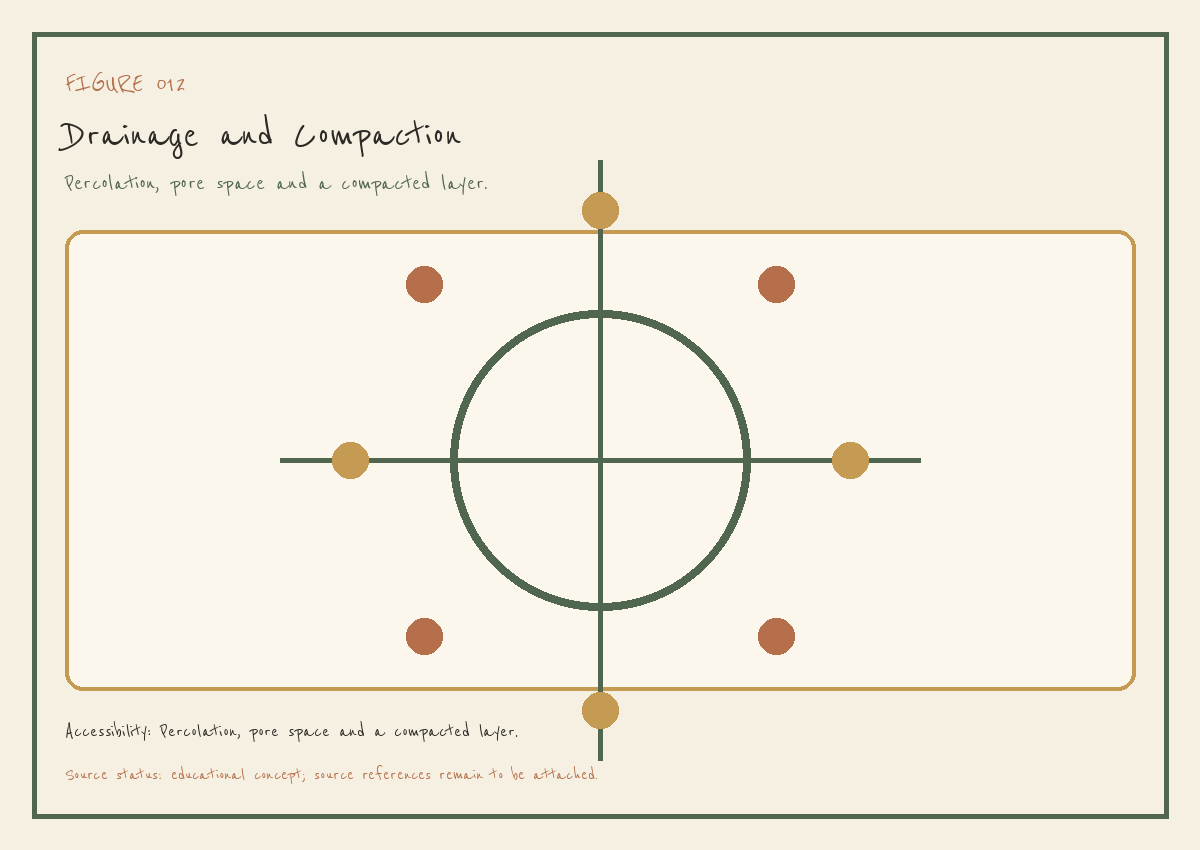 FIGURE 012
Drainage and Compaction
Percolation, pore space and a compacted layer.
Accessibility: Percolation, pore space and a compacted layer.
Source status: educational concept; source references remain to be attached.